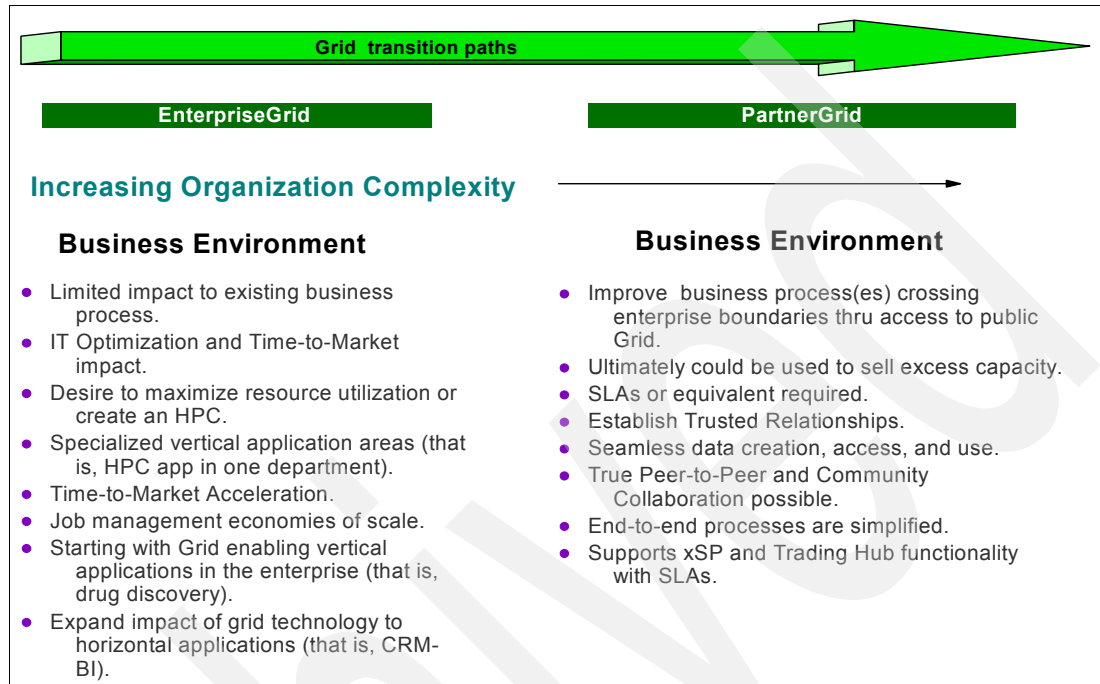 Grid transition paths
EnterpriseGrid
PartnerGrid
Increasing Organization Complexity
Business Environment
Limited impact to existing business
process.
IT Optimization and Time-to-Market
impact.
Desire to maximize resource utilization or
create an HPC.
Specialized vertical application areas (that
is, HPC app in one department).
Time-to-Market Acceleration.
Job management economies of scale.
Starting with Grid enabling vertical
applications in the enterprise (that is,
drug discovery).
Expand impact of grid technology to
horizontal applications (that is, CRM-
BI).
Business Environment
Improve business process(es) crossing
enterprise boundaries thru access to public
Grid.
Ultimately could be used to sell excess capacity.
SLAs or equivalent required.
Establish Trusted Relationships.
Seamless data creation, access, and use.
True Peer-to-Peer and Community
Collaboration possible.
End-to-end processes are simplified.
Supports xSP and Trading Hub functionality
with SLAs.